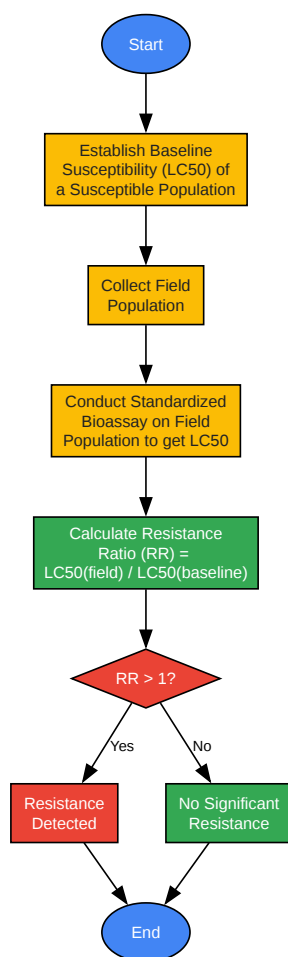 Start
Establish Baseline
Susceptibility (LC50) of
a Susceptible Population
Collect Field
Population
Conduct Standardized
Bioassay on Field
Population to get LC50
Calculate Resistance
Ratio (RR) =
LC50(field) / LC50(baseline)
RR > 1?
Yes
No
Resistance
Detected
No Significant
Resistance
End